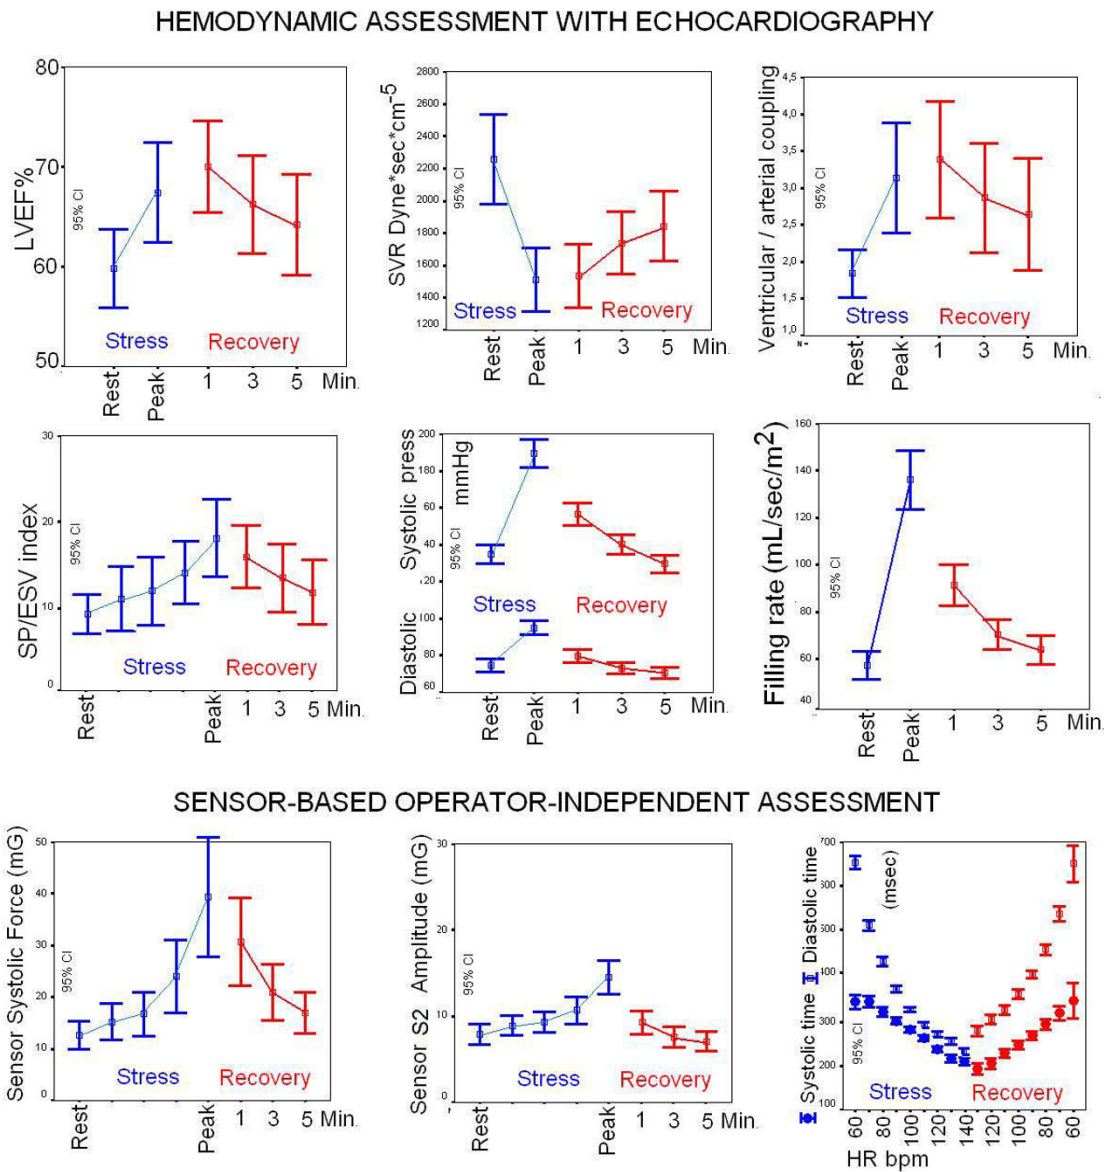 HEMODYNAMIC ASSESSMENT WITH ECHOCARDIOGRAPHY
LVEF%
95% CI
80
70
60
50
Stress
Recovery
Rest
Peak
1 3 5 Min.
SVR Dyne*sec*cm-5
95% CI
2800
2600
2400
2200
2000
1800
1600
1400
1200
Stress
Recovery
Rest
Peak
1 3 5 Min.
Ventricular / arterial coupling
95% CI
4,5
4,0
3,5
3,0
2,5
2,0
1,5
1,0
Stress
Recovery
Rest
Peak
1 3 5 Min.
SP/ESV index
95% CI
30
20
10
0
Stress
Recovery
Rest
Peak
1 3 5 Min.
Diastolic Systolic press
mmHg
95% CI
200
180
60
40
20
100
80
60
Stress
Recovery
Rest
Peak
1 3 5 Min.
Filling rate (mL/sec/m2)
95% CI
160
140
120
100
80
60
40
Rest
Peak
1 3 5 Min.
SENSOR-BASED OPERATOR-INDEPENDENT ASSESSMENT
Sensor Systolic Force (mG)
95% CI
50
40
30
20
10
0
Stress
Recovery
Rest
Peak
1 3 5 Min.
Sensor S2 Amplitude (mG)
95% CI
30
20
10
0
Stress
Recovery
Rest
Peak
1 3 5 Min.
Systolic time Diastolic time
(msec)
95% CI
700
600
500
400
300
200
100
Stress
Recovery
60 80 100 120 140 120 100 80 60
HR bpm